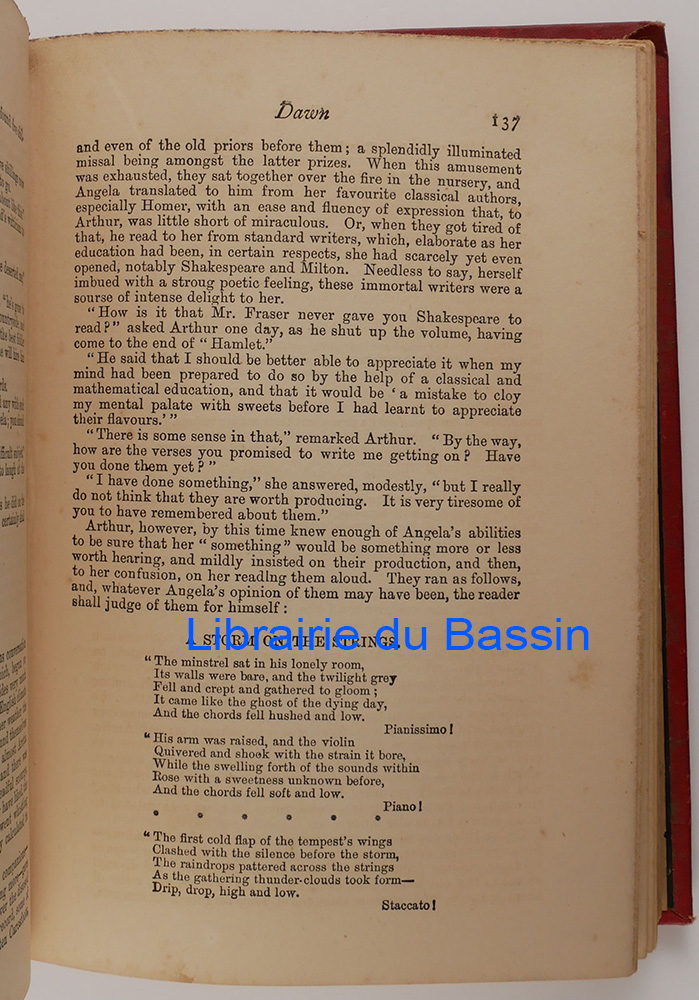 Dawn
137
and even of the old priors before them; a splendidly illuminated
missal being amongst the latter prizes. When this amusement
was exhausted, they sat together over the fire in the nursery, and
Angela translated to him from her favourite classical authors,
especially Homer, with an ease and fluency of expression that, to
Arthur, was little short of miraculous. Or, when they got tired of
that, he read to her from standard writers, which, elaborate as her
education had been, in certain respects, she had scarcely yet even
opened, notably Shakespeare and Milton. Needless to say, herself
imbued with a stroug poetic feeling, these immortal writers were a
sourse of intense delight to her.
"How is it that Mr. Fraser never gave you Shakespeare to
read?" asked Arthur one day, as he shut up the volume, having
come to the end of "Hamlet."
"He said that I should be better able to appreciate it when my
mind had been prepared to do so by the help of a classical and
mathematical education, and that it would be 'a mistake to cloy
my mental palate with sweets before I had learnt to appreciate
their flavours.'"
"There is some sense in that," remarked Arthur. "By the way,
how are the verses you promised to write me getting on? Have
you done them yet?"
"I have done something," she answered, modestly, "but I really
do not think that they are worth producing. It is very tiresome of
you to have remembered about them."
Arthur, however, by this time knew enough of Angela's abilities
to be sure that her "something" would be something more or less
worth hearing, and mildly insisted on their production, and then,
to her confusion, on her readlng them aloud. They ran as follows,
and, whatever Angela's opinion of them may have been, the reader
shall judge of them for himself:
A STORM ON THE STRINGS.
Librairie du Bassin
"The minstrel sat in his lonely room,
Its walls were bare, and the twilight grey
Fell and crept and gathered to gloom;
It came like the ghost of the dying day,
And the chords fell hushed and low.
Pianissimo!
"His arm was raised, and the violin
Quivered and shook with the strain it bore,
While the swelling forth of the sounds within
Rose with a sweetness unknown before,
And the chords fell soft and low.
Piano!
* * * * * *
"The first cold flap of the tempest's wings
Clashed with the silence before the storm,
The raindrops pattered across the strings
As the gathering thunder-clouds took form—
Drip, drop, high and low.
Staccato!